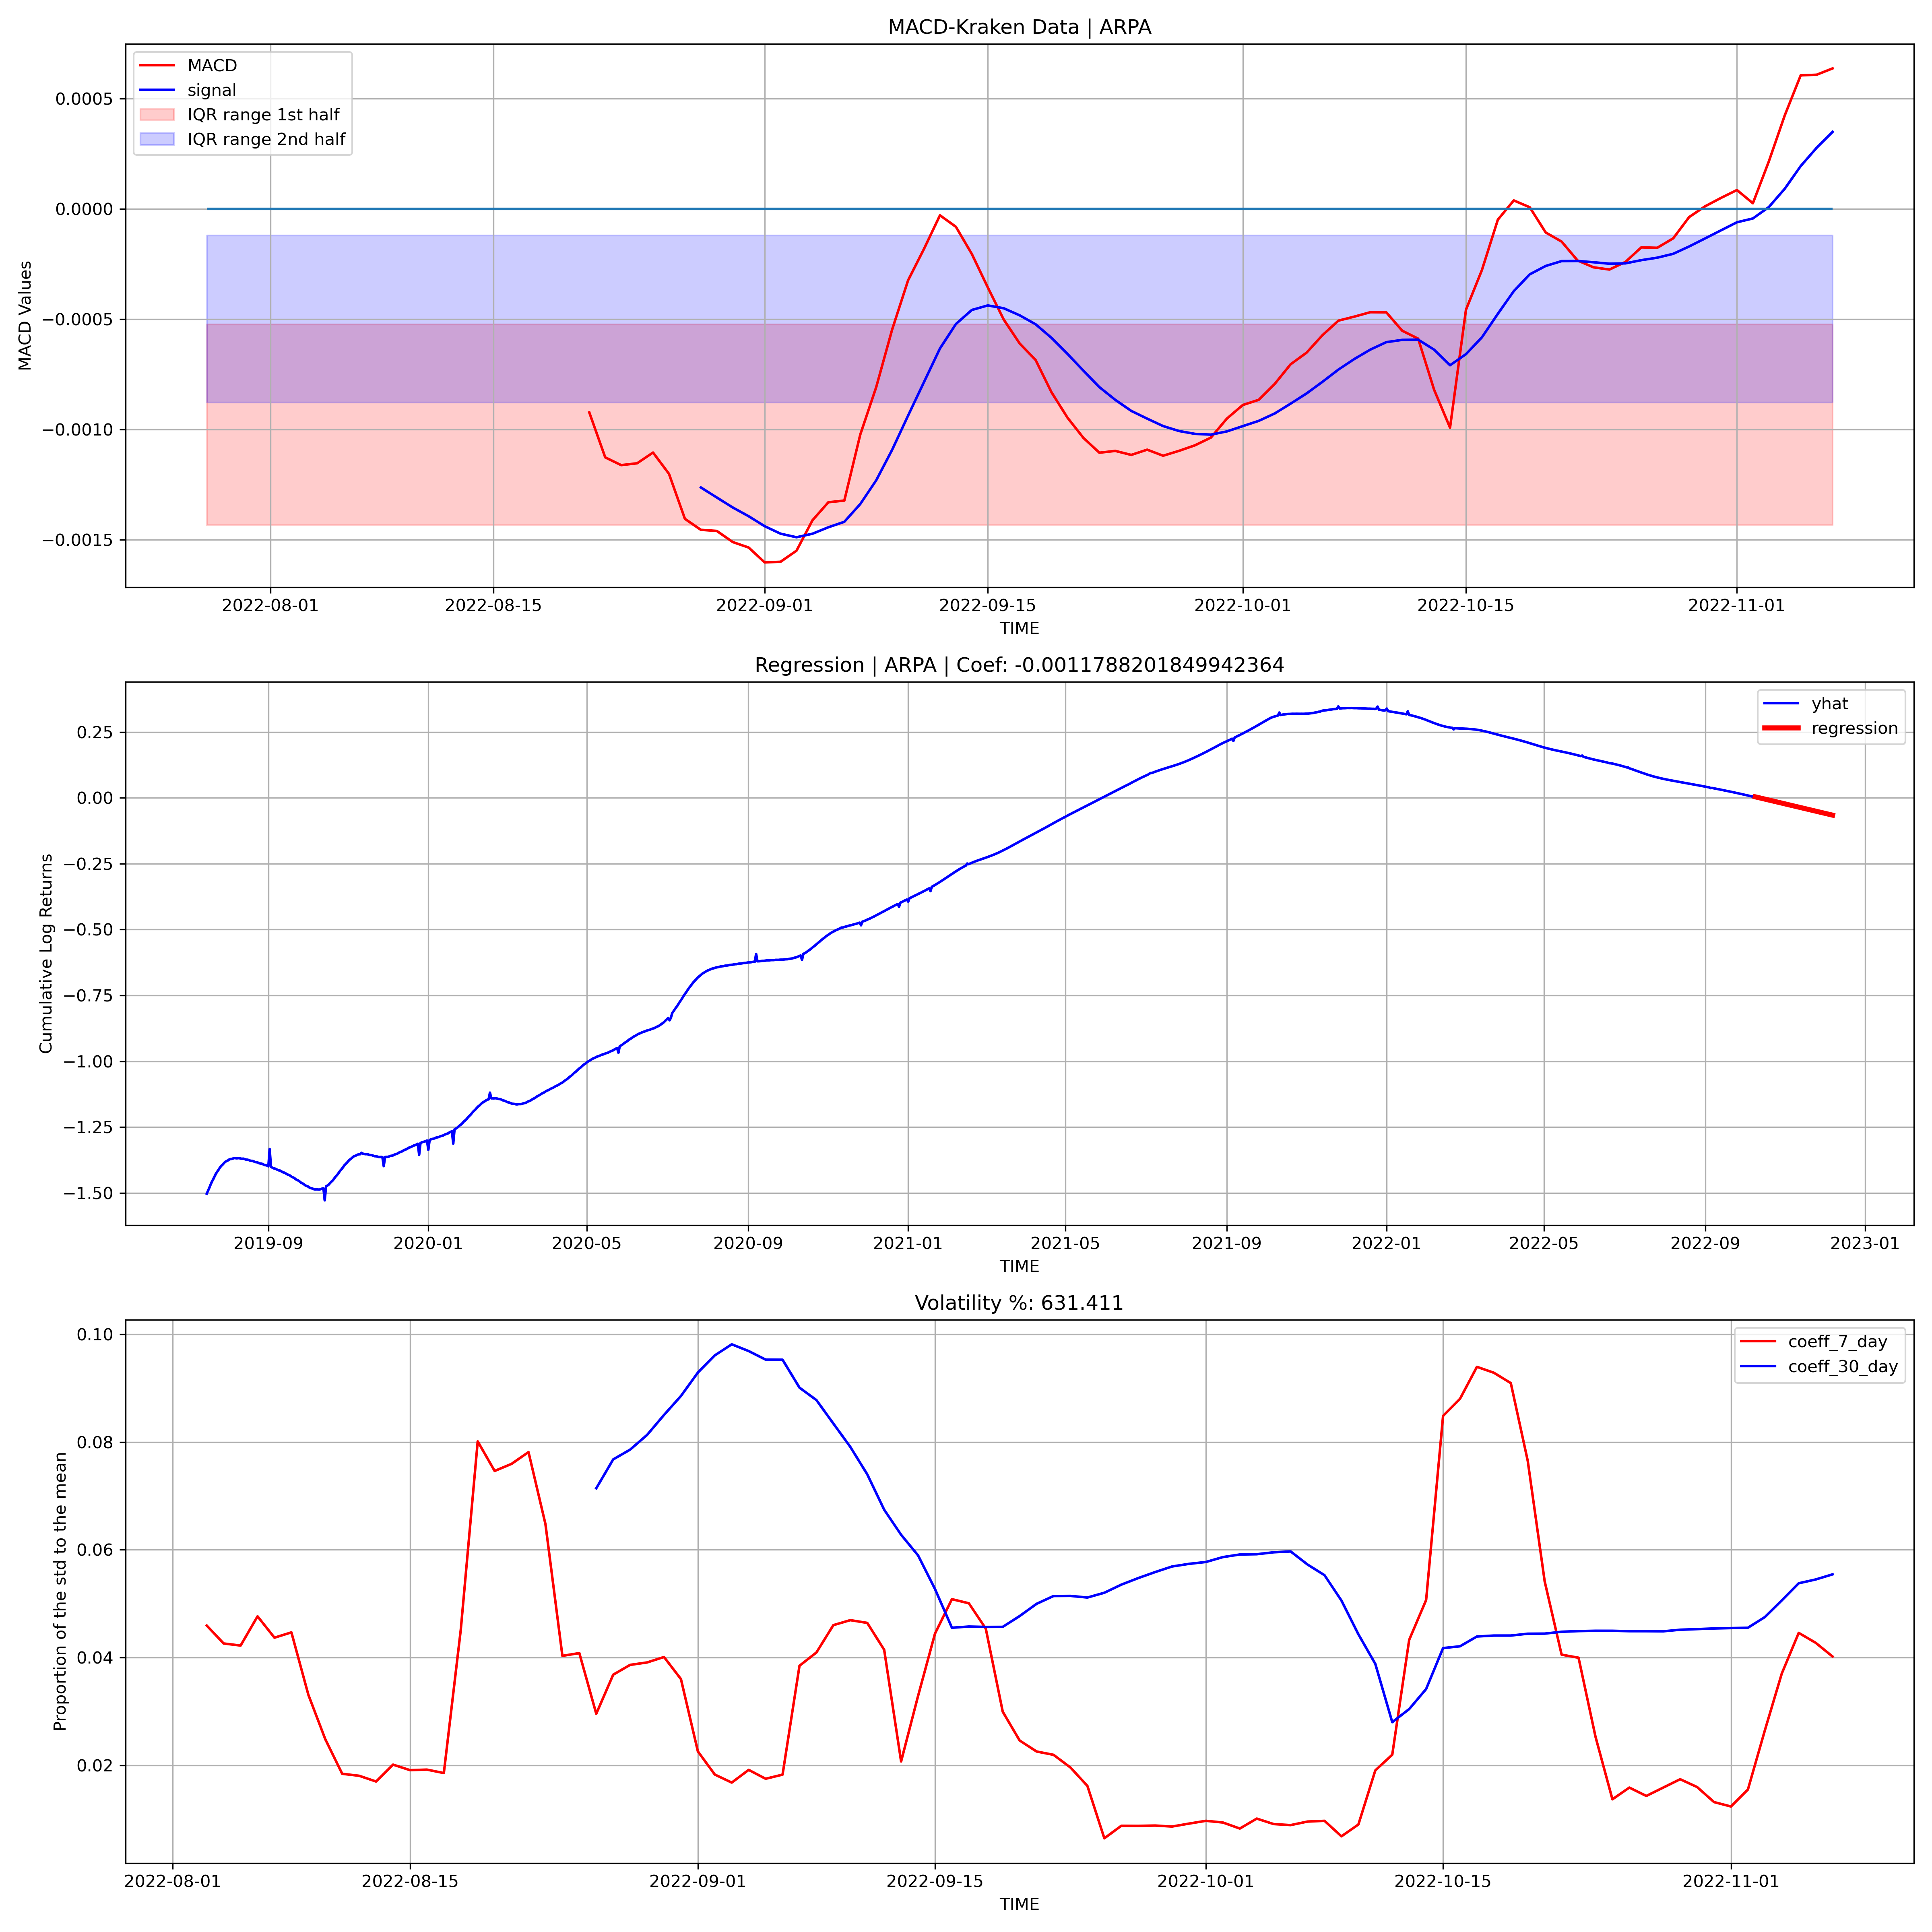 MACD-Kraken Data | ARPA
MACD
signal
IQR range 1st half
IQR range 2nd half
MACD Values
0.0005
0.0000
−0.0005
−0.0010
−0.0015
2022-08-01 2022-08-15 2022-09-01 2022-09-15 2022-10-01 2022-10-15 2022-11-01
TIME
Regression | ARPA | Coef: -0.0011788201849942364
yhat
regression
Cumulative Log Returns
0.25
0.00
−0.25
−0.50
−0.75
−1.00
−1.25
−1.50
2019-09 2020-01 2020-05 2020-09 2021-01 2021-05 2021-09 2022-01 2022-05 2022-09 2023-01
TIME
Volatility %: 631.411
coeff_7_day
coeff_30_day
Proportion of the std to the mean
0.10
0.08
0.06
0.04
0.02
2022-08-01 2022-08-15 2022-09-01 2022-09-15 2022-10-01 2022-10-15 2022-11-01
TIME